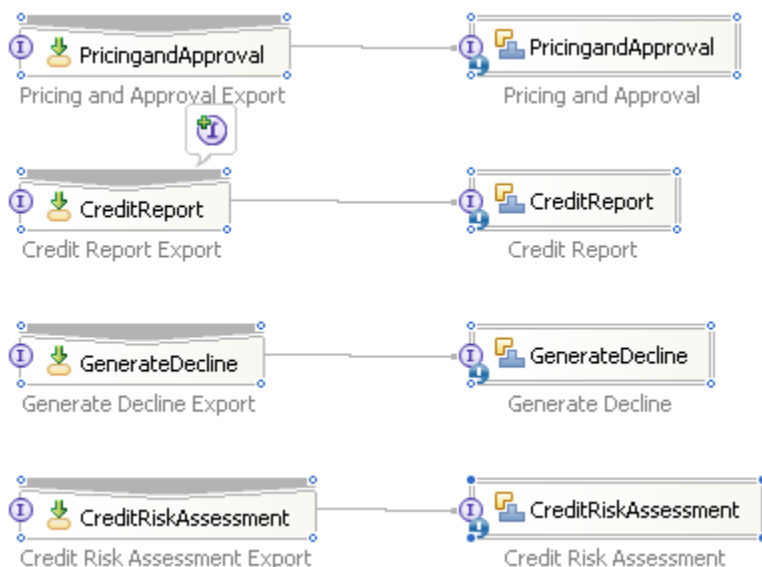 PricingandApproval
PricingandApproval
Pricing and Approval Export
Pricing and Approval
CreditReport
CreditReport
Credit Report Export
Credit Report
GenerateDecline
GenerateDecline
Generate Decline Export
Generate Decline
CreditRiskAssessment
CreditRiskAssessment
Credit Risk Assessment Export
Credit Risk Assessment